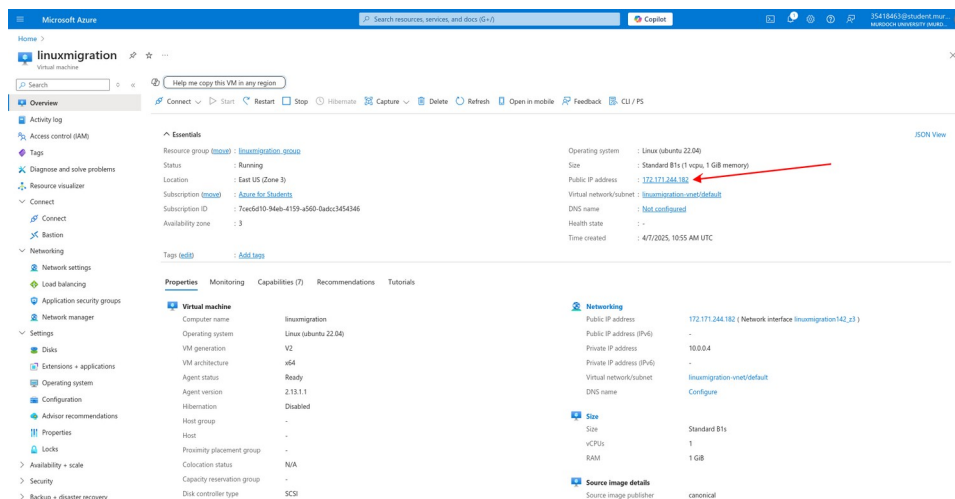 Microsoft Azure
Search resources, services, and docs (G+/)
Copilot
35418463@student.mur...
MURDOCH UNIVERSITY (MURD...
Home >
linuxmigration
Virtual machine
Search
Overview
Activity log
Access control (IAM)
Tags
Diagnose and solve problems
Resource visualizer
Connect
Connect
Bastion
Networking
Network settings
Load balancing
Application security groups
Network manager
Settings
Disks
Extensions + applications
Operating system
Configuration
Advisor recommendations
Properties
Locks
Availability + scale
Security
Backup + disaster recovery
Help me copy this VM in any region
Connect Start Restart Stop Hibernate Capture Delete Refresh Open in mobile Feedback CLI / PS
Essentials
JSON View
Resource group (move) : linuxmigration_group
Status : Running
Location : East US (Zone 3)
Subscription (move) : Azure for Students
Subscription ID : 7cec6d10-94eb-4159-a560-0adcc3454346
Availability zone : 3
Operating system : Linux (ubuntu 22.04)
Size : Standard B1s (1 vcpu, 1 GiB memory)
Public IP address : 172.171.244.182
Virtual network/subnet : linuxmigration-vnet/default
DNS name : Not configured
Health state : -
Time created : 4/7/2025, 10:55 AM UTC
Tags (edit) : Add tags
Properties Monitoring Capabilities (7) Recommendations Tutorials
Virtual machine
Computer name linuxmigration
Operating system Linux (ubuntu 22.04)
VM generation V2
VM architecture x64
Agent status Ready
Agent version 2.13.1.1
Hibernation Disabled
Host group -
Host -
Proximity placement group -
Colocation status N/A
Capacity reservation group -
Disk controller type SCSI
Networking
Public IP address 172.171.244.182 ( Network interface linuxmigration142_z3 )
Public IP address (IPv6) -
Private IP address 10.0.0.4
Private IP address (IPv6) -
Virtual network/subnet linuxmigration-vnet/default
DNS name Configure
Size
Size Standard B1s
vCPUs 1
RAM 1 GiB
Source image details
Source image publisher canonical